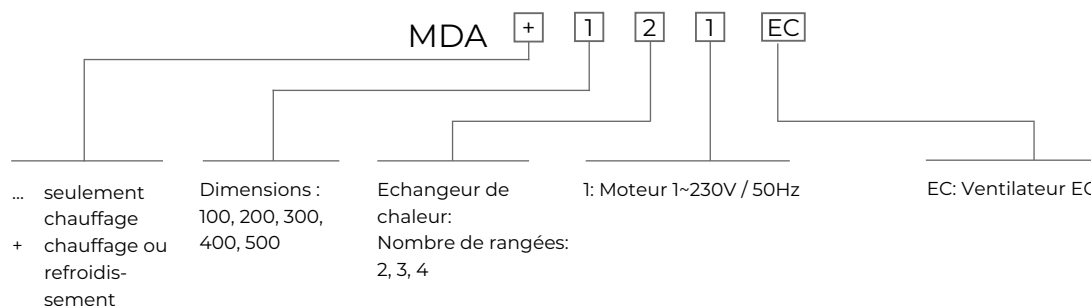 MDA + 1 2 1 EC
... seulement
chauffage
+ chauffage ou
refroidis-
sement
Dimensions :
100, 200, 300,
400, 500
Echangeur de
chaleur:
Nombre de rangées:
2, 3, 4
1: Moteur 1~230V / 50Hz
EC: Ventilateur EC